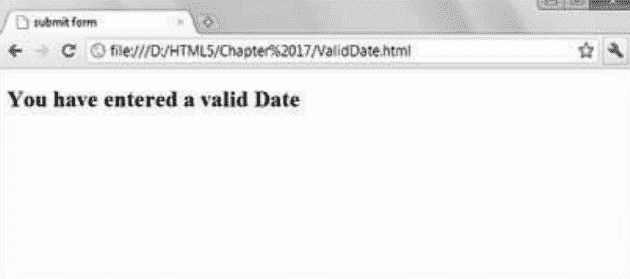 submit form
file:///D:/HTML5/Chapter%2017/ValidDate.html
You have entered a valid Date